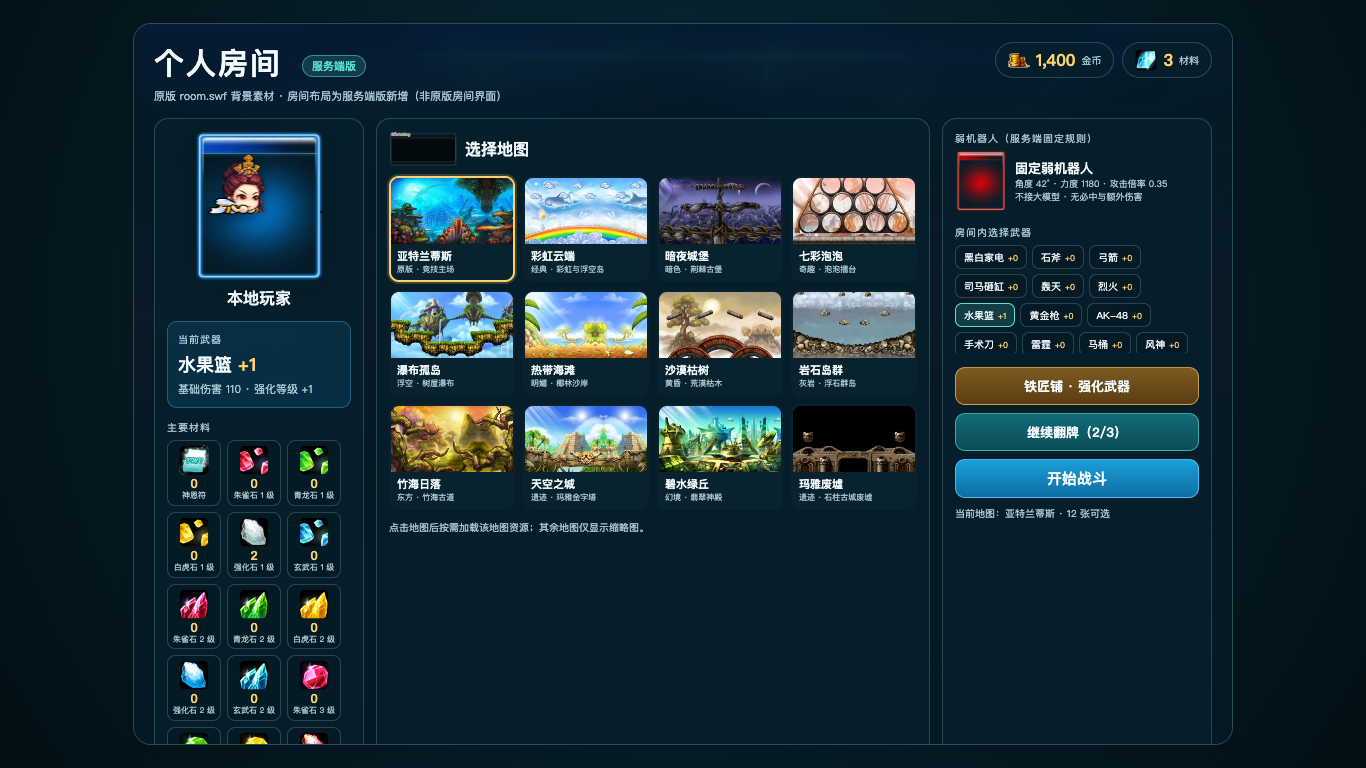 个人房间
服务端版
1,400 金币
3 材料
原版 room.swf 背景素材 · 房间布局为服务端版新增（非原版房间界面）
本地玩家
当前武器
水果篮 +1
基础伤害 110 · 强化等级 +1
主要材料
0
神恩符
0
朱雀石 1 级
0
青龙石 1 级
0
白虎石 1 级
2
强化石 1 级
0
玄武石 1 级
0
朱雀石 2 级
0
青龙石 2 级
0
白虎石 2 级
0
强化石 2 级
0
玄武石 2 级
0
朱雀石 3 级
选择地图
亚特兰蒂斯
原版 · 竞技主场
彩虹云端
经典 · 彩虹与浮空岛
暗夜城堡
暗色 · 荆棘古堡
七彩泡泡
奇趣 · 泡泡擂台
瀑布孤岛
浮空 · 树屋瀑布
热带海滩
明媚 · 椰林沙岸
沙漠枯树
黄昏 · 荒漠枯木
岩石岛群
灰岩 · 浮石群岛
竹海日落
东方 · 竹海古道
天空之城
遗迹 · 玛雅金字塔
碧水绿丘
幻境 · 翡翠神殿
玛雅废墟
遗迹 · 石柱古城废墟
点击地图后按需加载该地图资源；其余地图仅显示缩略图。
弱机器人（服务端固定规则）
固定弱机器人
角度 42° · 力度 1180 · 攻击倍率 0.35
不接大模型 · 无必中与额外伤害
房间内选择武器
黑白家电 +0
石斧 +0
弓箭 +0
司马砸缸 +0
轰天 +0
烈火 +0
水果篮 +1
黄金枪 +0
AK-48 +0
手术刀 +0
雷霆 +0
马桶 +0
风神 +0
铁匠铺 · 强化武器
继续翻牌（2/3）
开始战斗
当前地图：亚特兰蒂斯 · 12 张可选